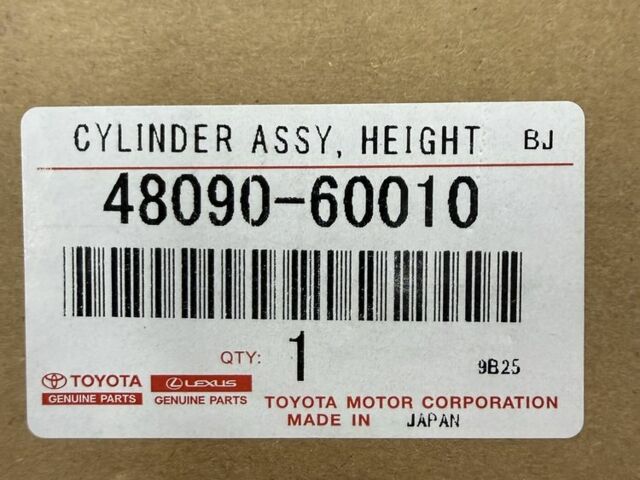 CYLINDER ASSY, HEIGHT BJ
48090-60010
QTY: 1 9B25
TOYOTA LEXUS
GENUINE PARTS GENUINE PARTS
TOYOTA MOTOR CORPORATION
MADE IN JAPAN